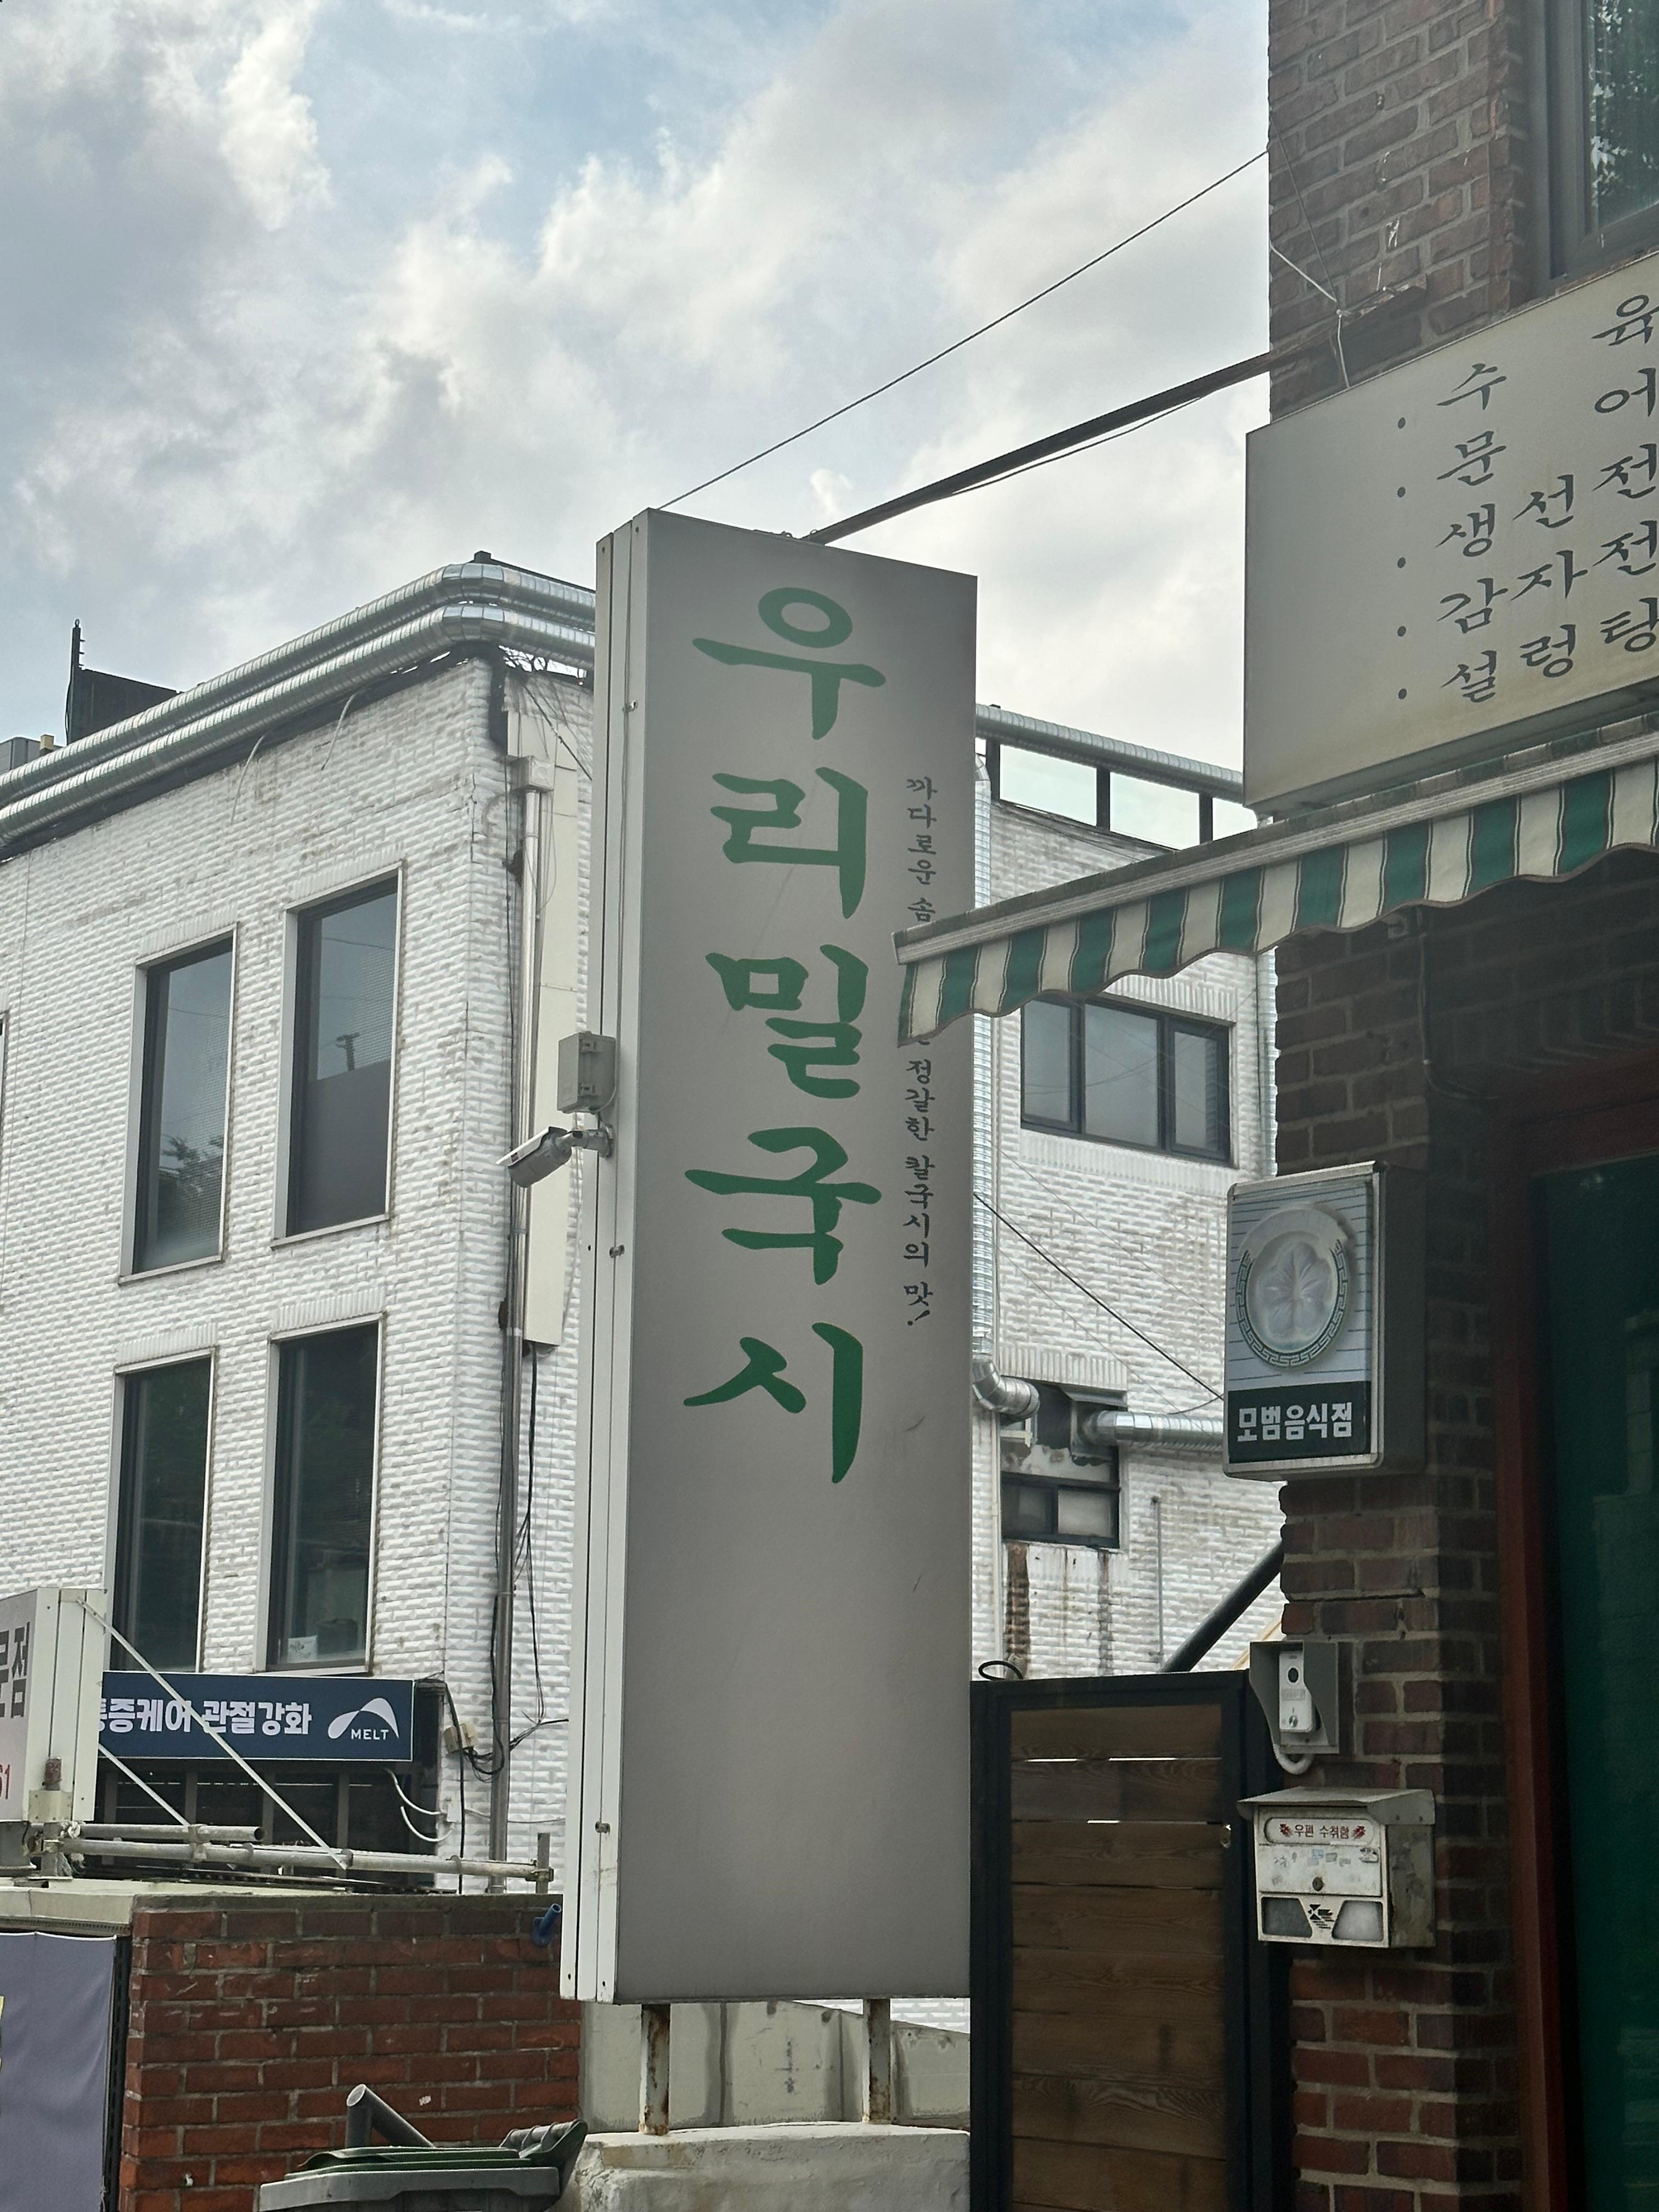 우리밀국시
까다로운 솜 정갈한 칼국시의 맛!
· 수 육
· 문 어
· 생선전
· 감자전
· 설렁탕
모범음식점
우편 수취함
통증케어 관절강화
MELT
61